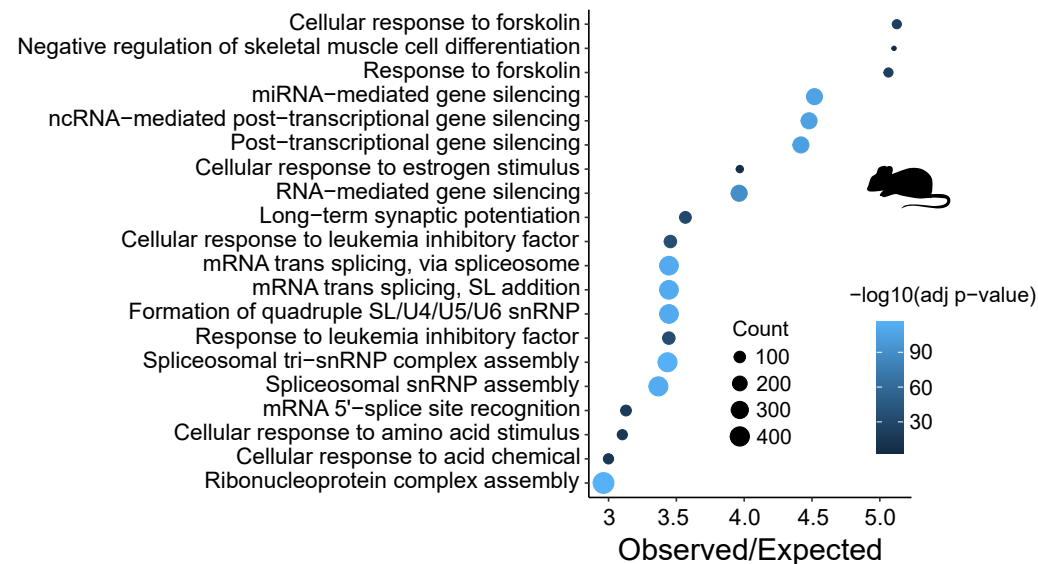 Cellular response to forskolin
Negative regulation of skeletal muscle cell differentiation
Response to forskolin
miRNA−mediated gene silencing
ncRNA−mediated post−transcriptional gene silencing
Post−transcriptional gene silencing
Cellular response to estrogen stimulus
RNA−mediated gene silencing
Long−term synaptic potentiation
Cellular response to leukemia inhibitory factor
mRNA trans splicing, via spliceosome
mRNA trans splicing, SL addition
Formation of quadruple SL/U4/U5/U6 snRNP
Response to leukemia inhibitory factor
Spliceosomal tri−snRNP complex assembly
Spliceosomal snRNP assembly
mRNA 5'−splice site recognition
Cellular response to amino acid stimulus
Cellular response to acid chemical
Ribonucleoprotein complex assembly
3 3.5 4.0 4.5 5.0
Observed/Expected
Count
100
200
300
400
−log10(adj p−value)
90
60
30